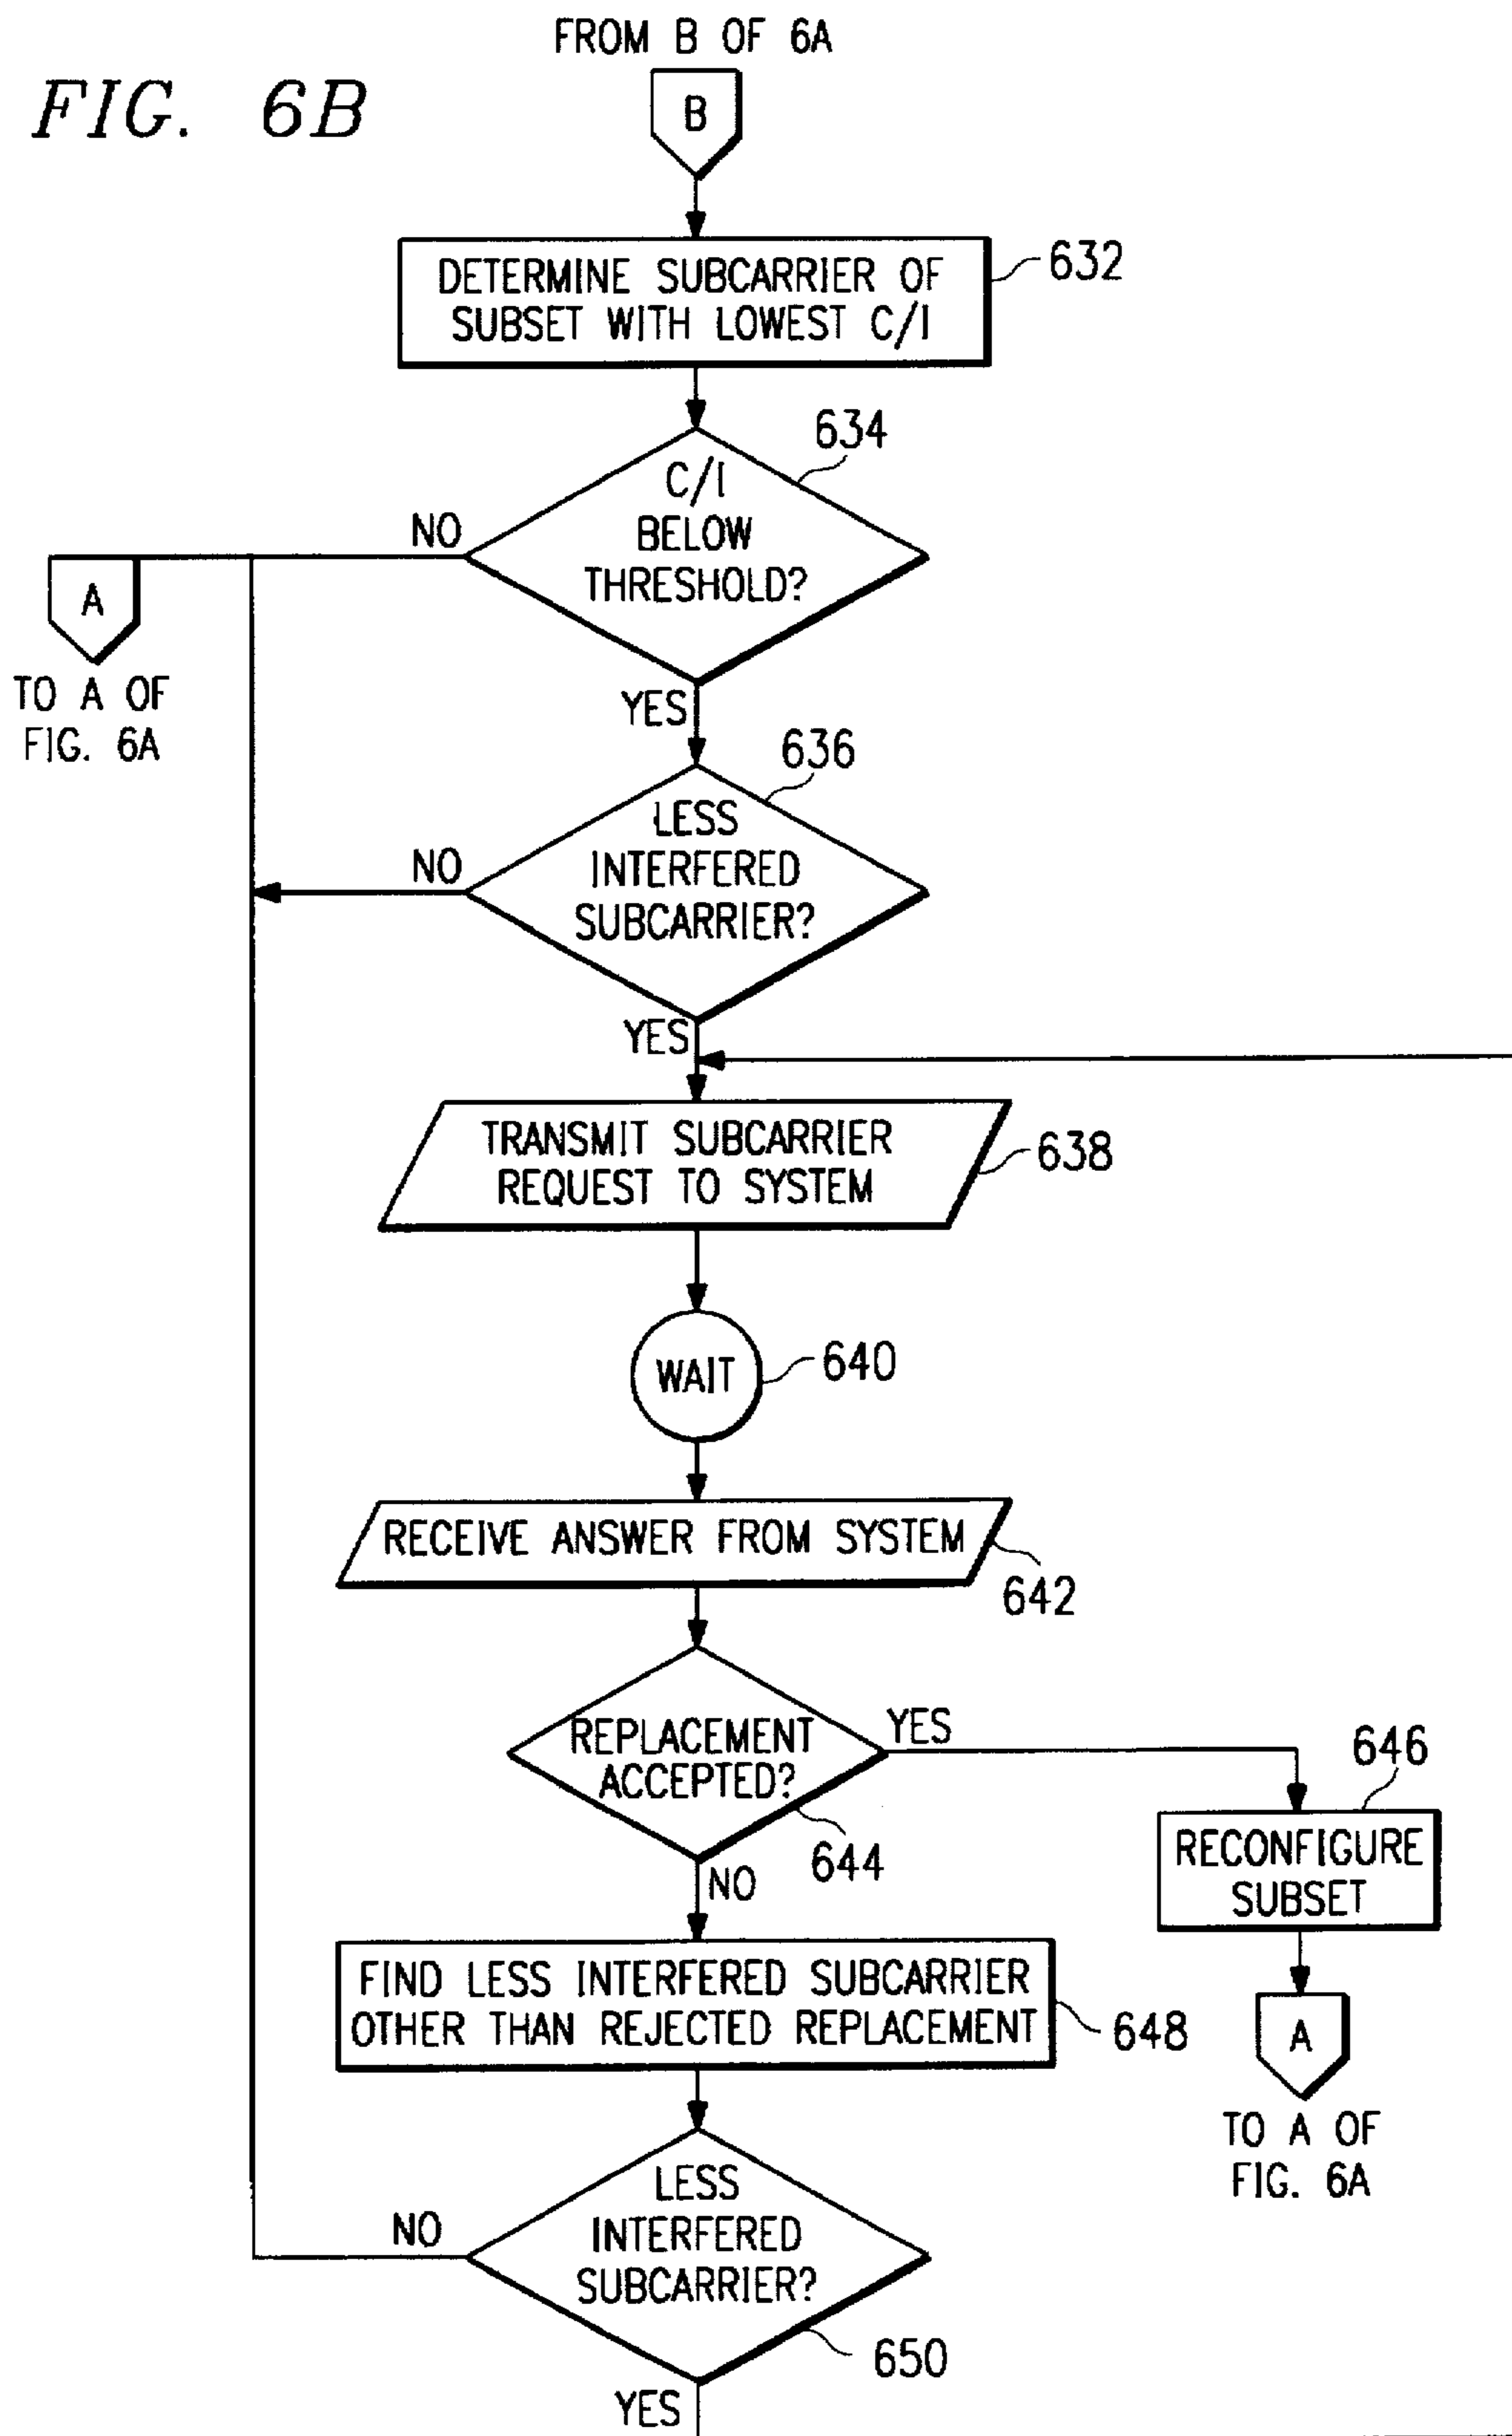 FROM B OF 6A
FIG. 6B
B
DETERMINE SUBCARRIER OF
SUBSET WITH LOWEST C/I
632
634
C/I
BELOW
THRESHOLD?
NO
A
TO A OF
FIG. 6A
YES
636
LESS
INTERFERED
SUBCARRIER?
NO
YES
TRANSMIT SUBCARRIER
REQUEST TO SYSTEM
638
WAIT
640
RECEIVE ANSWER FROM SYSTEM
642
REPLACEMENT
ACCEPTED?
YES
644
646
RECONFIGURE
SUBSET
NO
FIND LESS INTERFERED SUBCARRIER
OTHER THAN REJECTED REPLACEMENT
648
A
TO A OF
FIG. 6A
LESS
INTERFERED
SUBCARRIER?
NO
650
YES